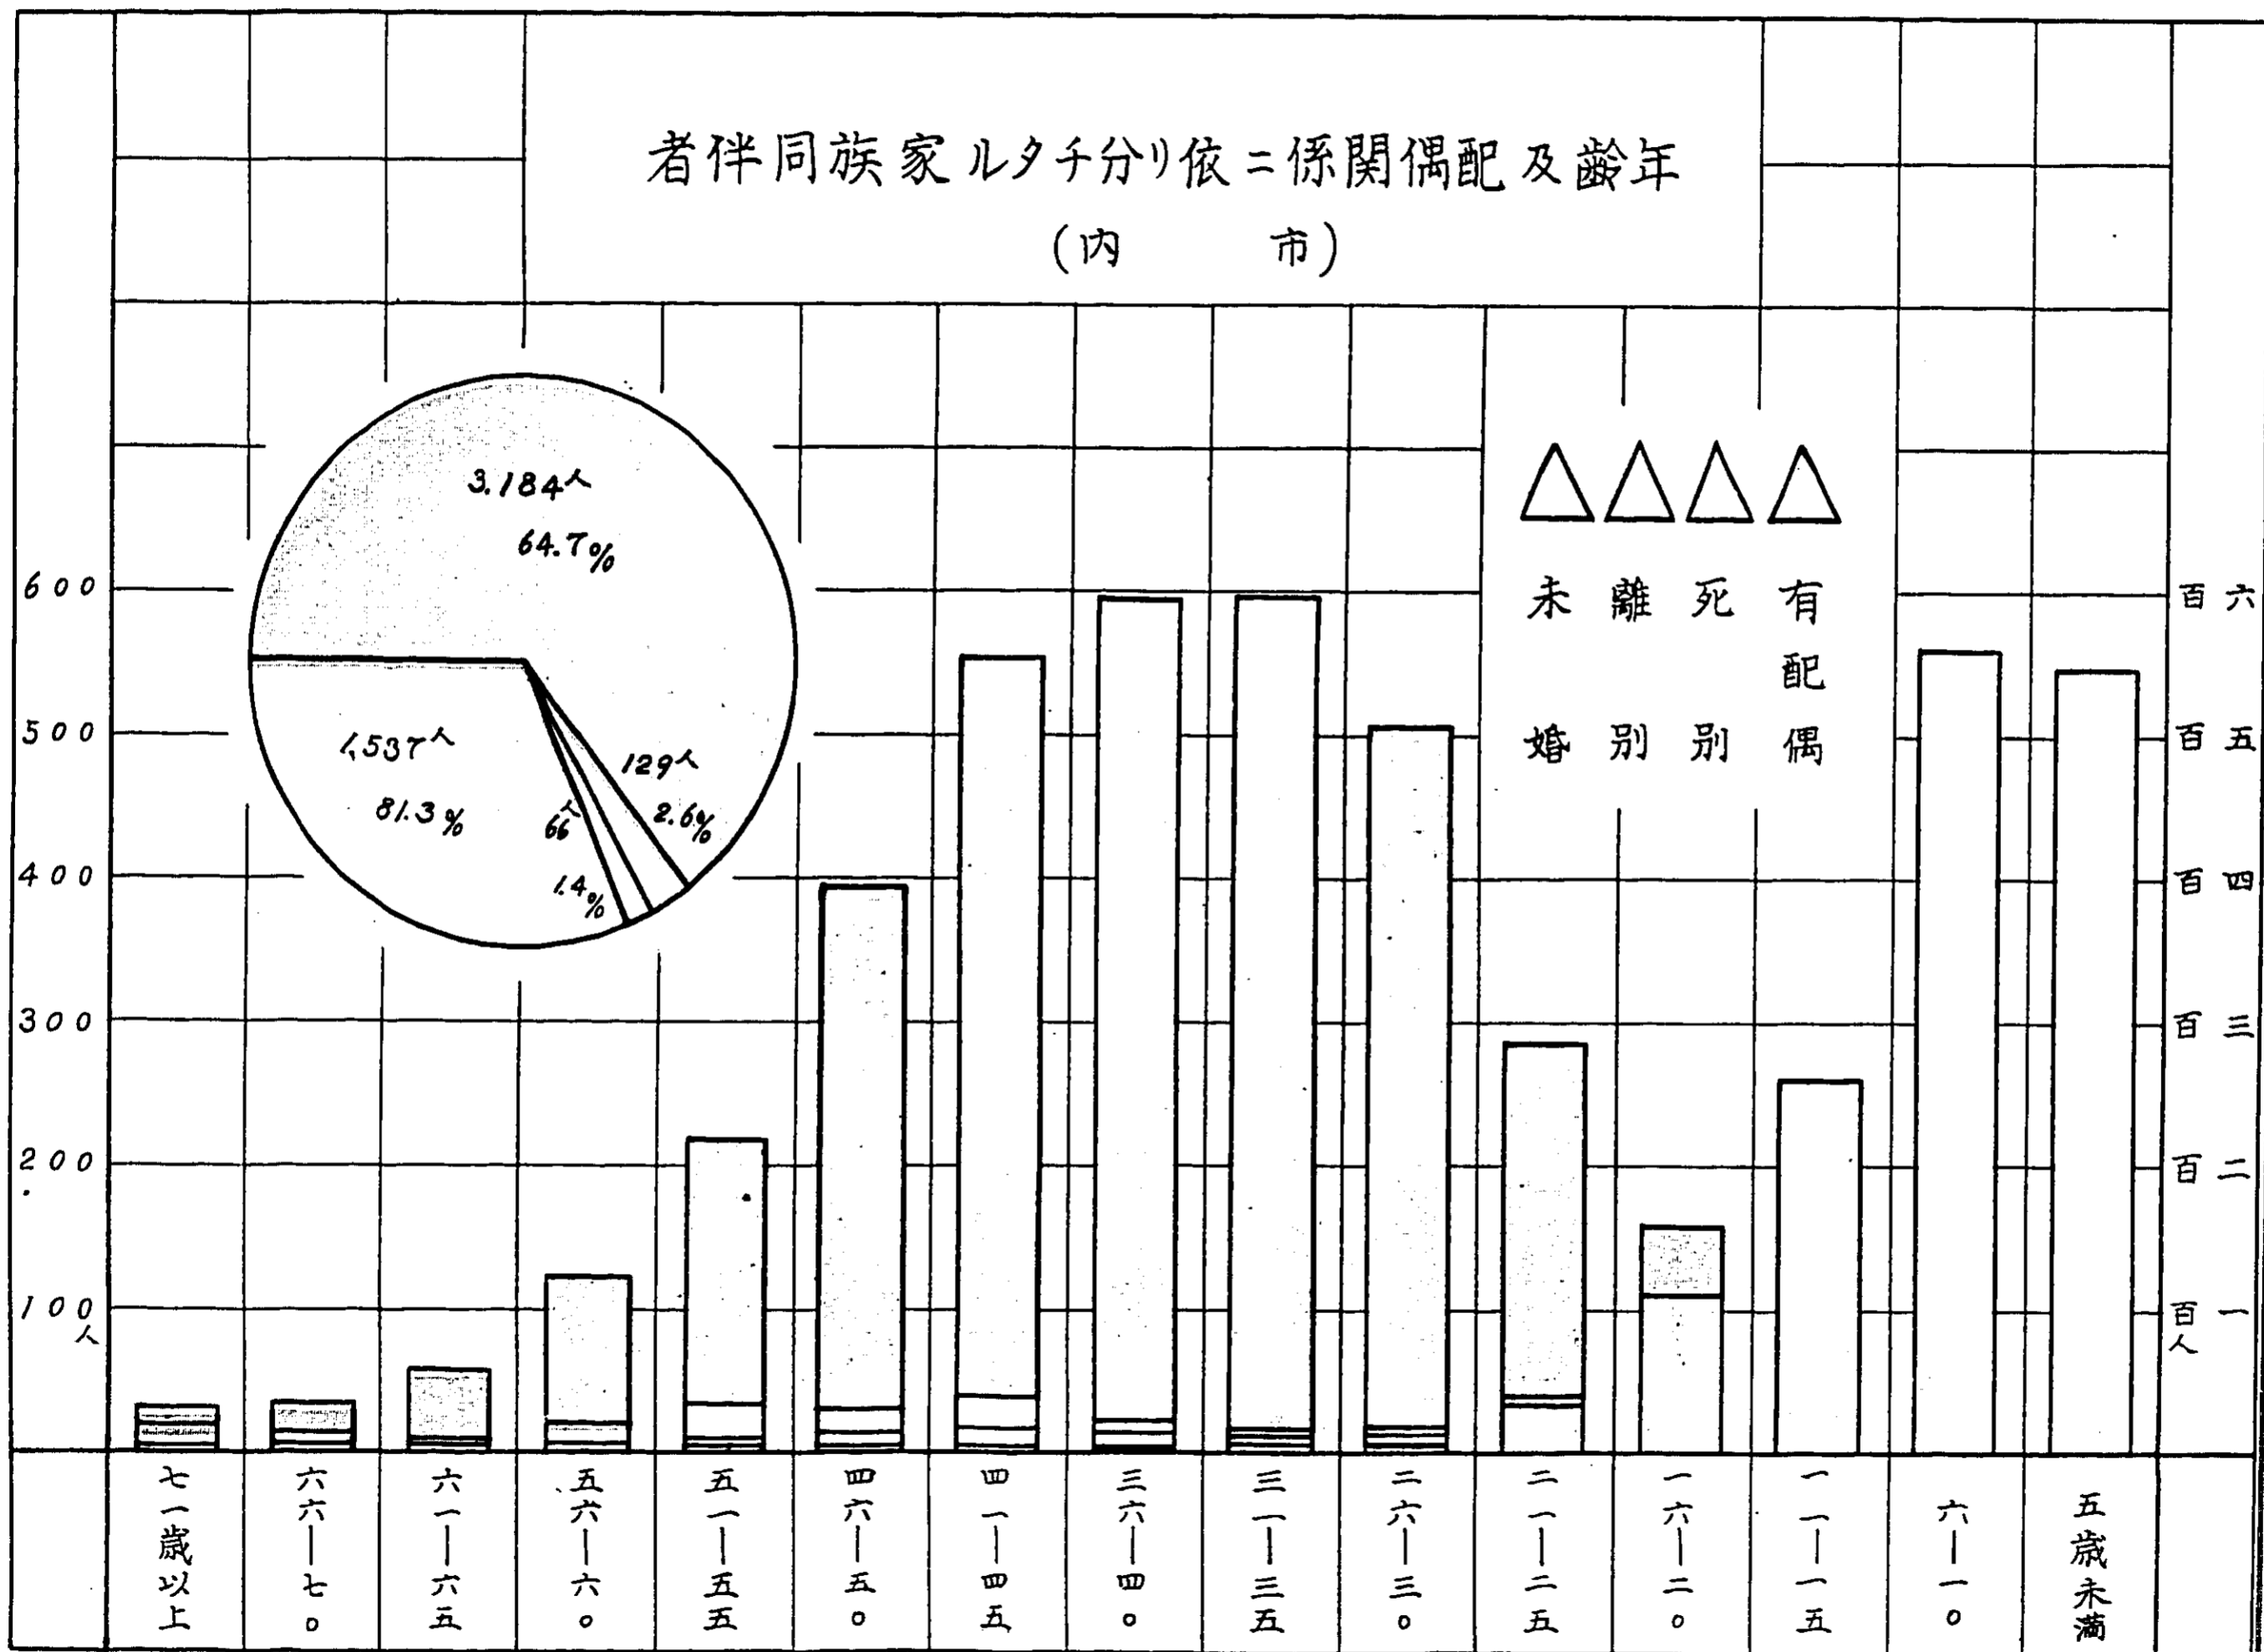 年齢及配偶関係ニ依リ分チタル家族同伴者
(市内)
3.184人
64.7%
129人
2.6%
66人
1.4%
1,537人
81.3%
有配偶
死別
離別
未婚
600
500
400
300
200
100人
六百
五百
四百
三百
二百
一百人
五歳未満
六―一〇
一一―一五
一六―二〇
二一―二五
二六―三〇
三一―三五
三六―四〇
四一―四五
四六―五〇
五一―五五
五六―六〇
六一―六五
六六―七〇
七一歳以上